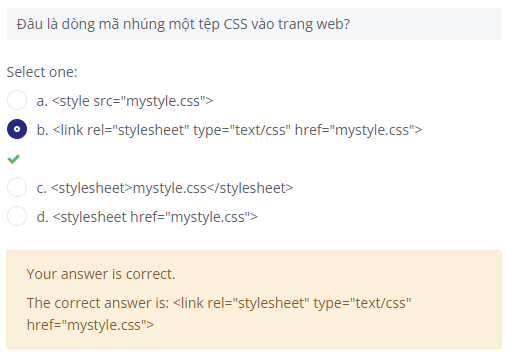 Đâu là dòng mã nhúng một tệp CSS vào trang web?
Select one:
a. <style src="mystyle.css">
b. <link rel="stylesheet" type="text/css" href="mystyle.css">
c. <stylesheet>mystyle.css</stylesheet>
d. <stylesheet href="mystyle.css">
Your answer is correct.
The correct answer is: <link rel="stylesheet" type="text/css"
href="mystyle.css">